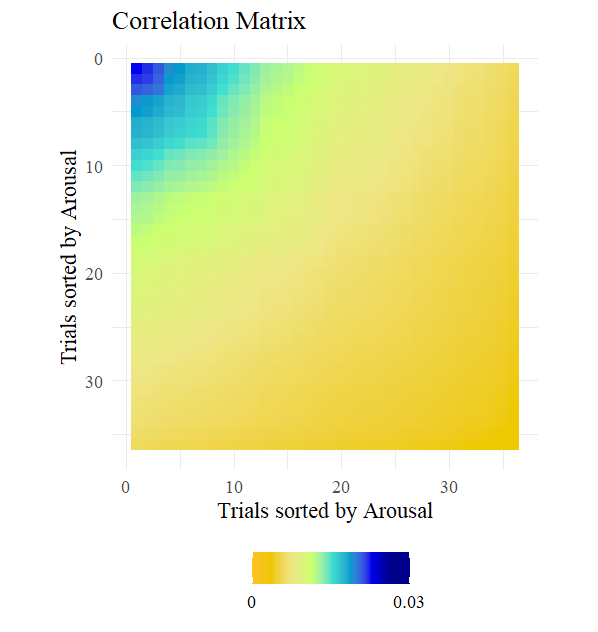 Correlation Matrix
0
10
20
30
Trials sorted by Arousal
0 10 20 30
Trials sorted by Arousal
0 0.03